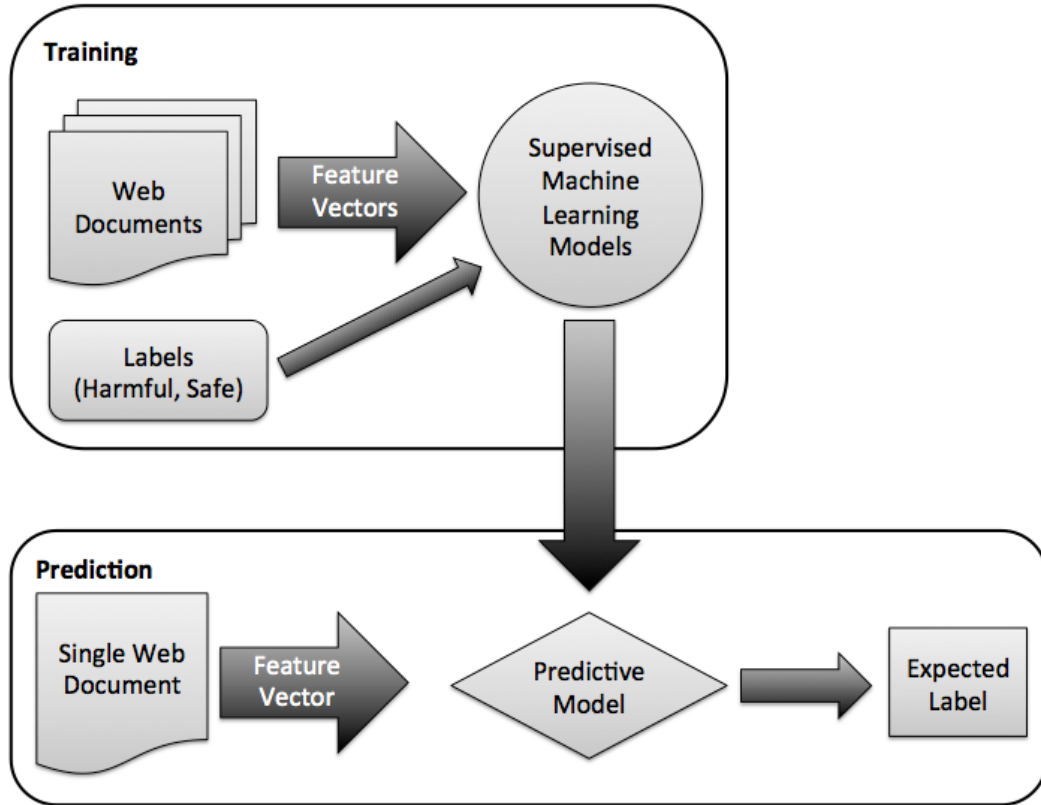 Training
Web
Documents
Feature
Vectors
Supervised
Machine
Learning
Models
Labels
(Harmful, Safe)
Prediction
Single Web
Document
Feature
Vector
Predictive
Model
Expected
Label